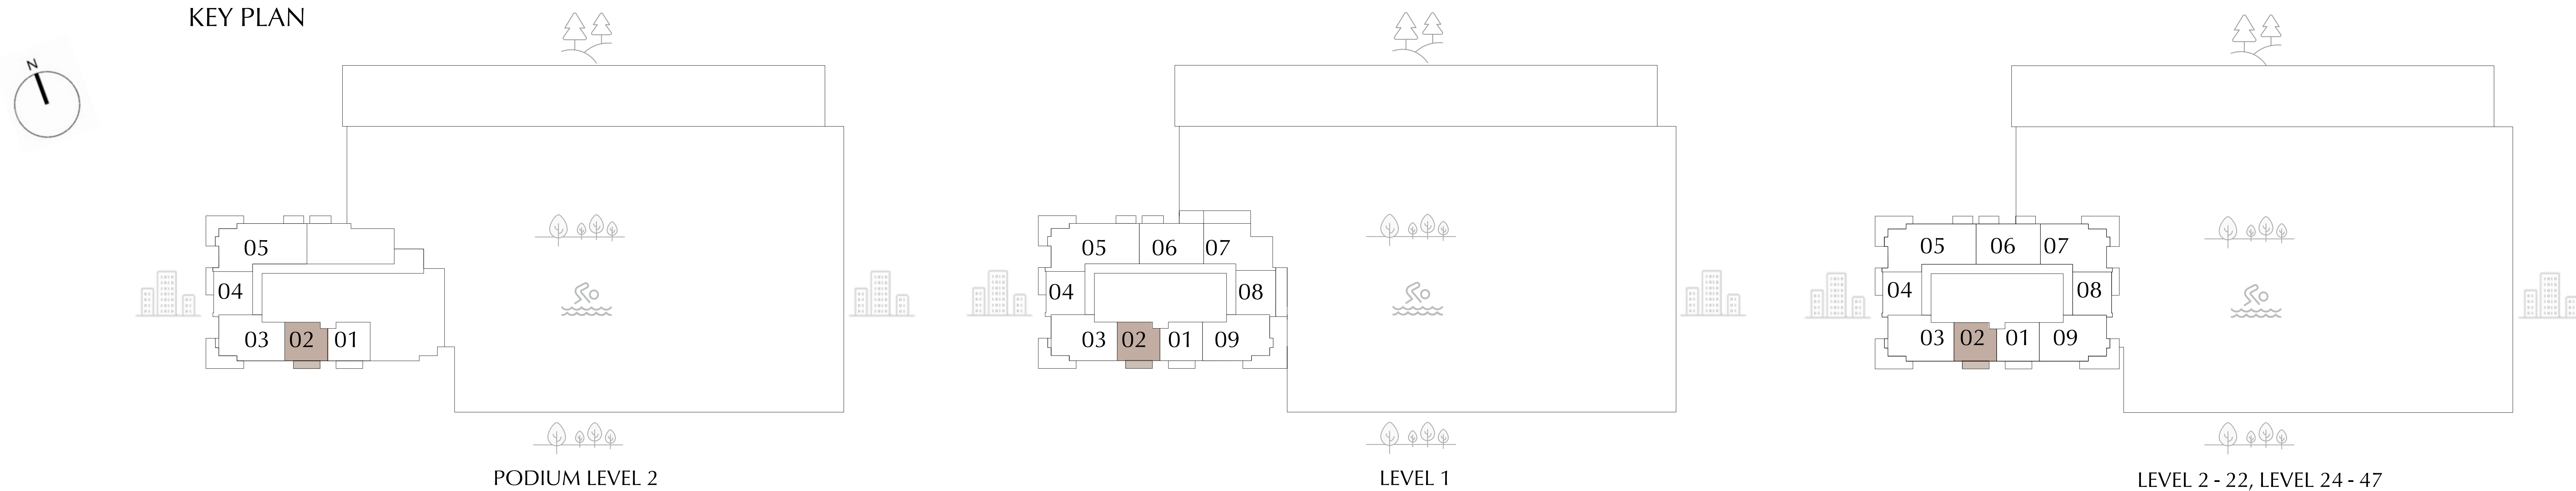 KEY PLAN
N
05
04
03 02 01
PODIUM LEVEL 2
05 06 07
04 08
03 02 01 09
LEVEL 1
05 06 07
04 08
03 02 01 09
LEVEL 2 - 22, LEVEL 24 - 47